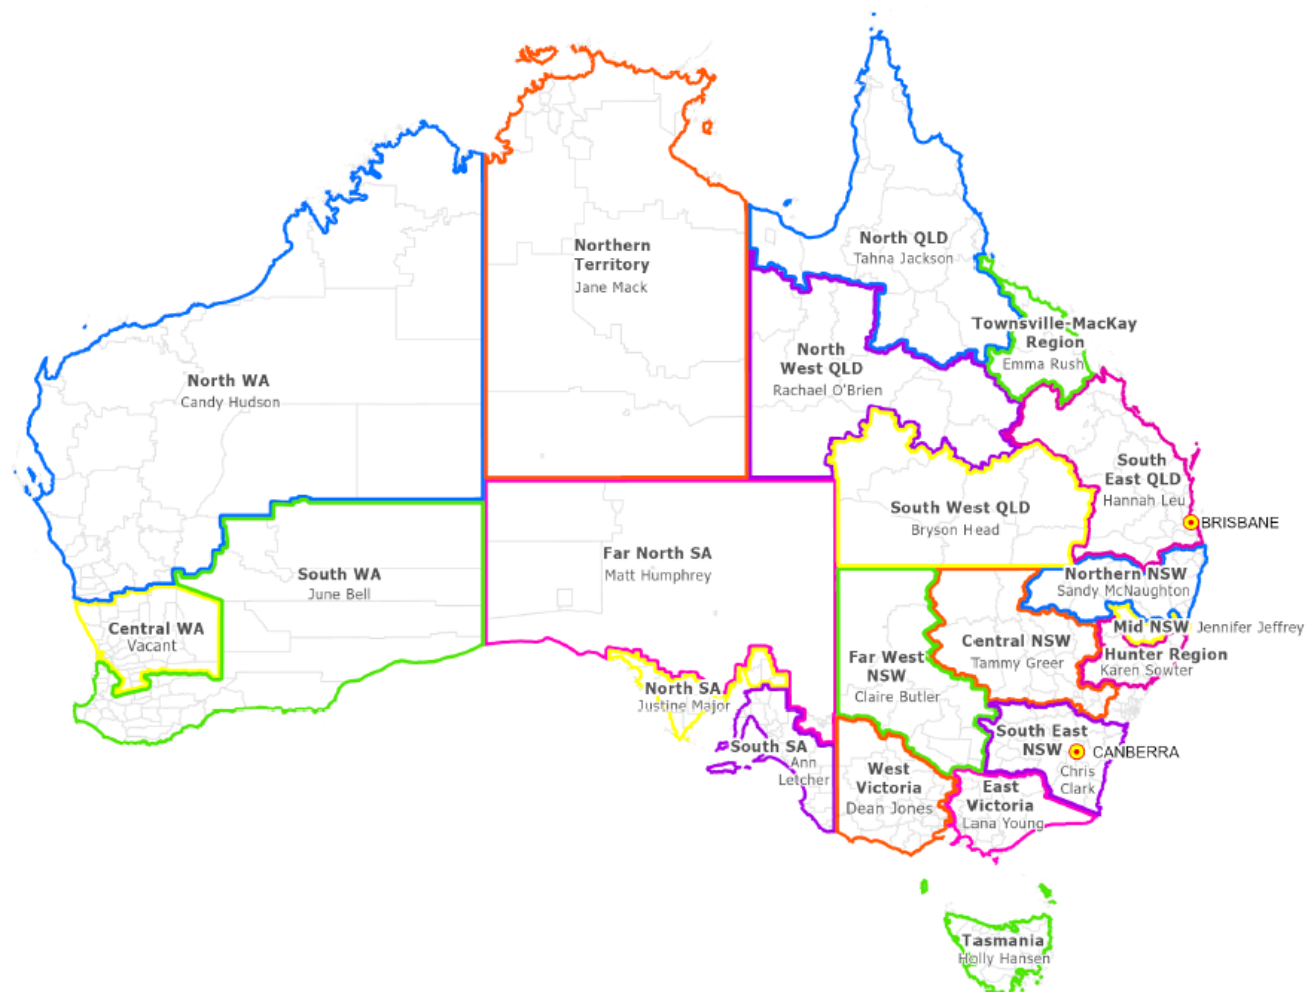 North QLD
Tahna Jackson
Northern
Territory
Jane Mack
Townsville-MacKay
Region
Emma Rush
North
West QLD
Rachael O'Brien
North WA
Candy Hudson
South
East QLD
Hannah Leu
BRISBANE
South West QLD
Bryson Head
Far North SA
Matt Humphrey
South WA
June Bell
Northern NSW
Sandy McNaughton
Central WA
Vacant
Mid NSW Jennifer Jeffrey
Central NSW
Tammy Greer
Hunter Region
Karen Sowter
Far West
NSW
Claire Butler
North SA
Justine Major
South East
NSW
CANBERRA
Chris
Clark
South SA
Ann
Letcher
West
Victoria
Dean Jones
East
Victoria
Lana Young
Tasmania
Holly Hansen